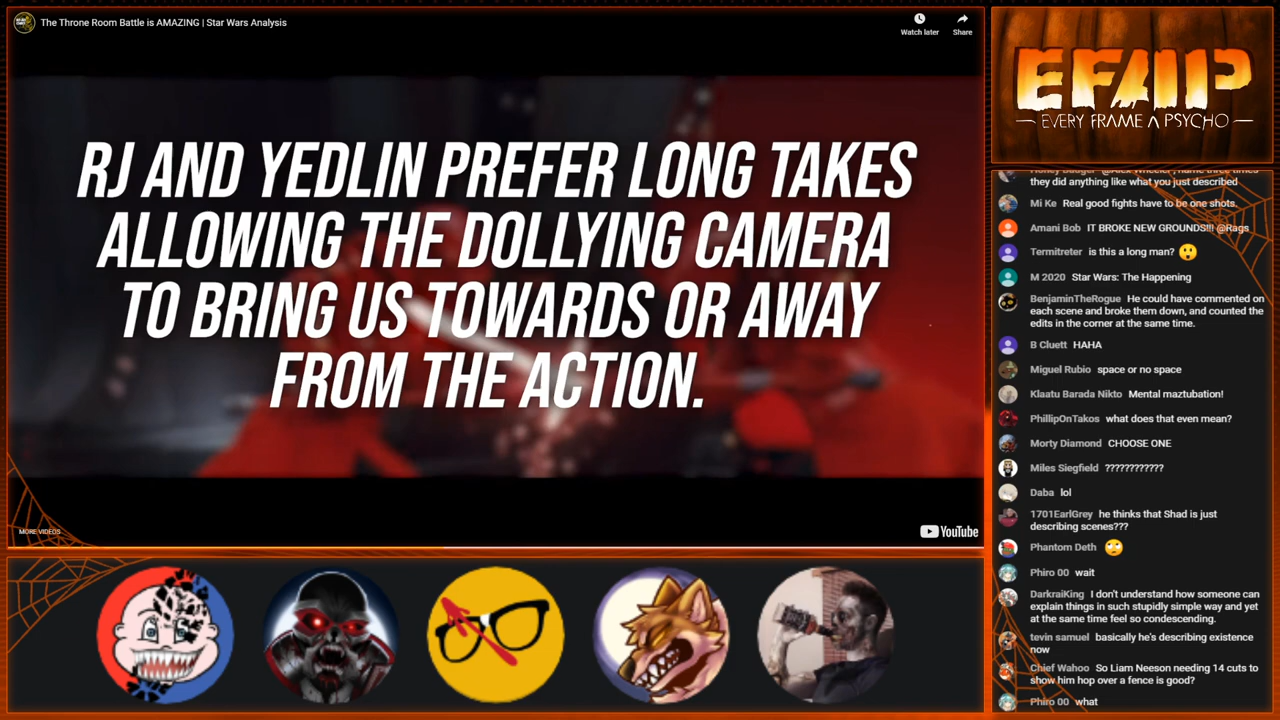 The Throne Room Battle is AMAZING | Star Wars Analysis
Watch later
Share
RJ AND YEDLIN PREFER LONG TAKES
ALLOWING THE DOLLYING CAMERA
TO BRING US TOWARDS OR AWAY
FROM THE ACTION.
MORE VIDEOS
YouTube
EFAP
EVERY FRAME A PSYCHO
they did anything like what you just described
Mi Ke Real good fights have to be one shots.
Amani Bob IT BROKE NEW GROUNDS!!! @Rags
Termitreter is this a long man? 😲
M 2020 Star Wars: The Happening
BenjaminTheRogue He could have commented on
each scene and broke them down, and counted the
edits in the corner at the same time.
B Cluett HAHA
Miguel Rubio space or no space
Klaatu Barada Nikto Mental maztubation!
PhillipOnTakos what does that even mean?
Morty Diamond CHOOSE ONE
Miles Siegfield ????????????
Daba lol
1701EarlGrey he thinks that Shad is just
describing scenes???
Phantom Deth 🙄
Phiro 00 wait
DarkraiKing I don't understand how someone can
explain things in such stupidly simple way and yet
at the same time feel so condescending.
tevin samuel basically he's describing existence
now
Chief Wahoo So Liam Neeson needing 14 cuts to
show him hop over a fence is good?
Phiro 00 what